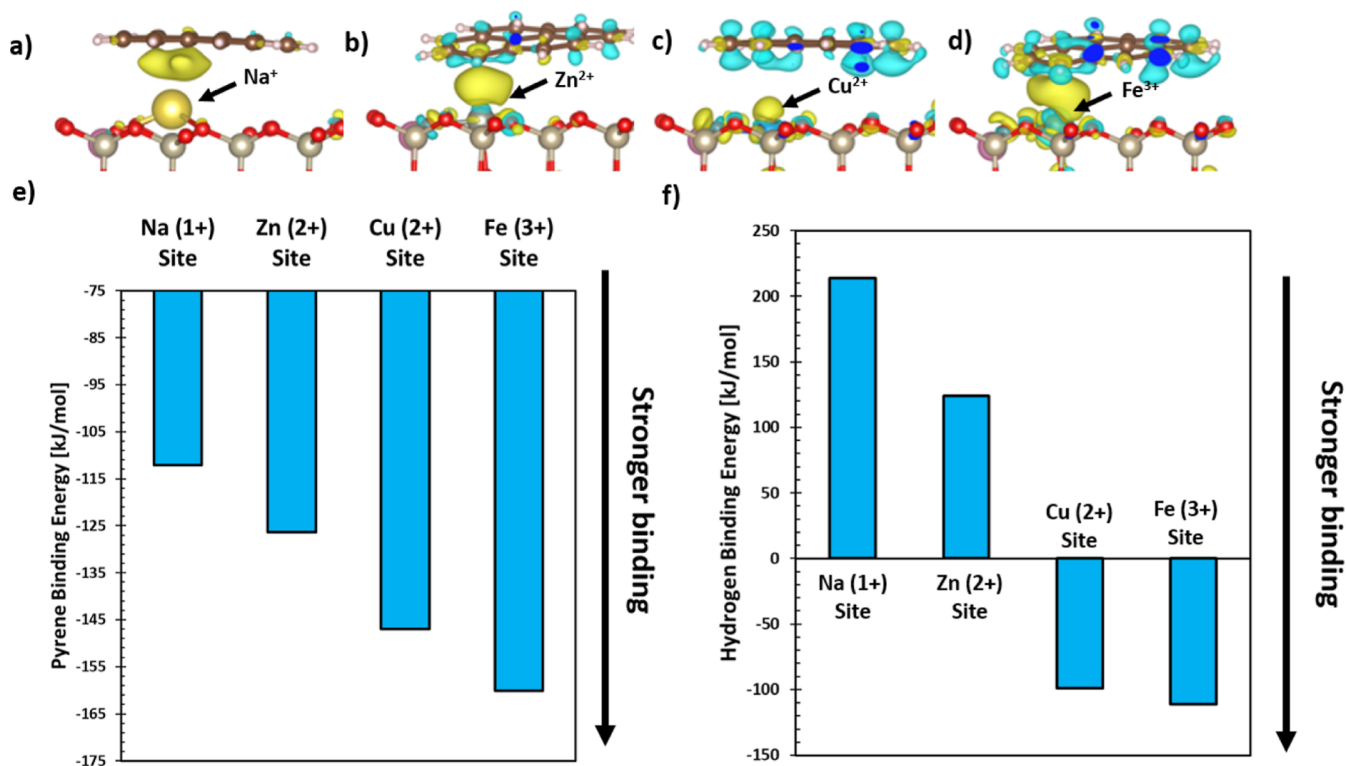 a)
Na⁺
b)
Zn²⁺
c)
Cu²⁺
d)
Fe³⁺
e)
Na (1+)
Site
Zn (2+)
Site
Cu (2+)
Site
Fe (3+)
Site
-75
-85
-95
-105
-115
-125
-135
-145
-155
-165
-175
Pyrene Binding Energy [kJ/mol]
Stronger binding
f)
250
200
150
100
50
0
-50
-100
-150
Hydrogen Binding Energy [kJ/mol]
Na (1+)
Site
Zn (2+)
Site
Cu (2+)
Site
Fe (3+)
Site
Stronger binding